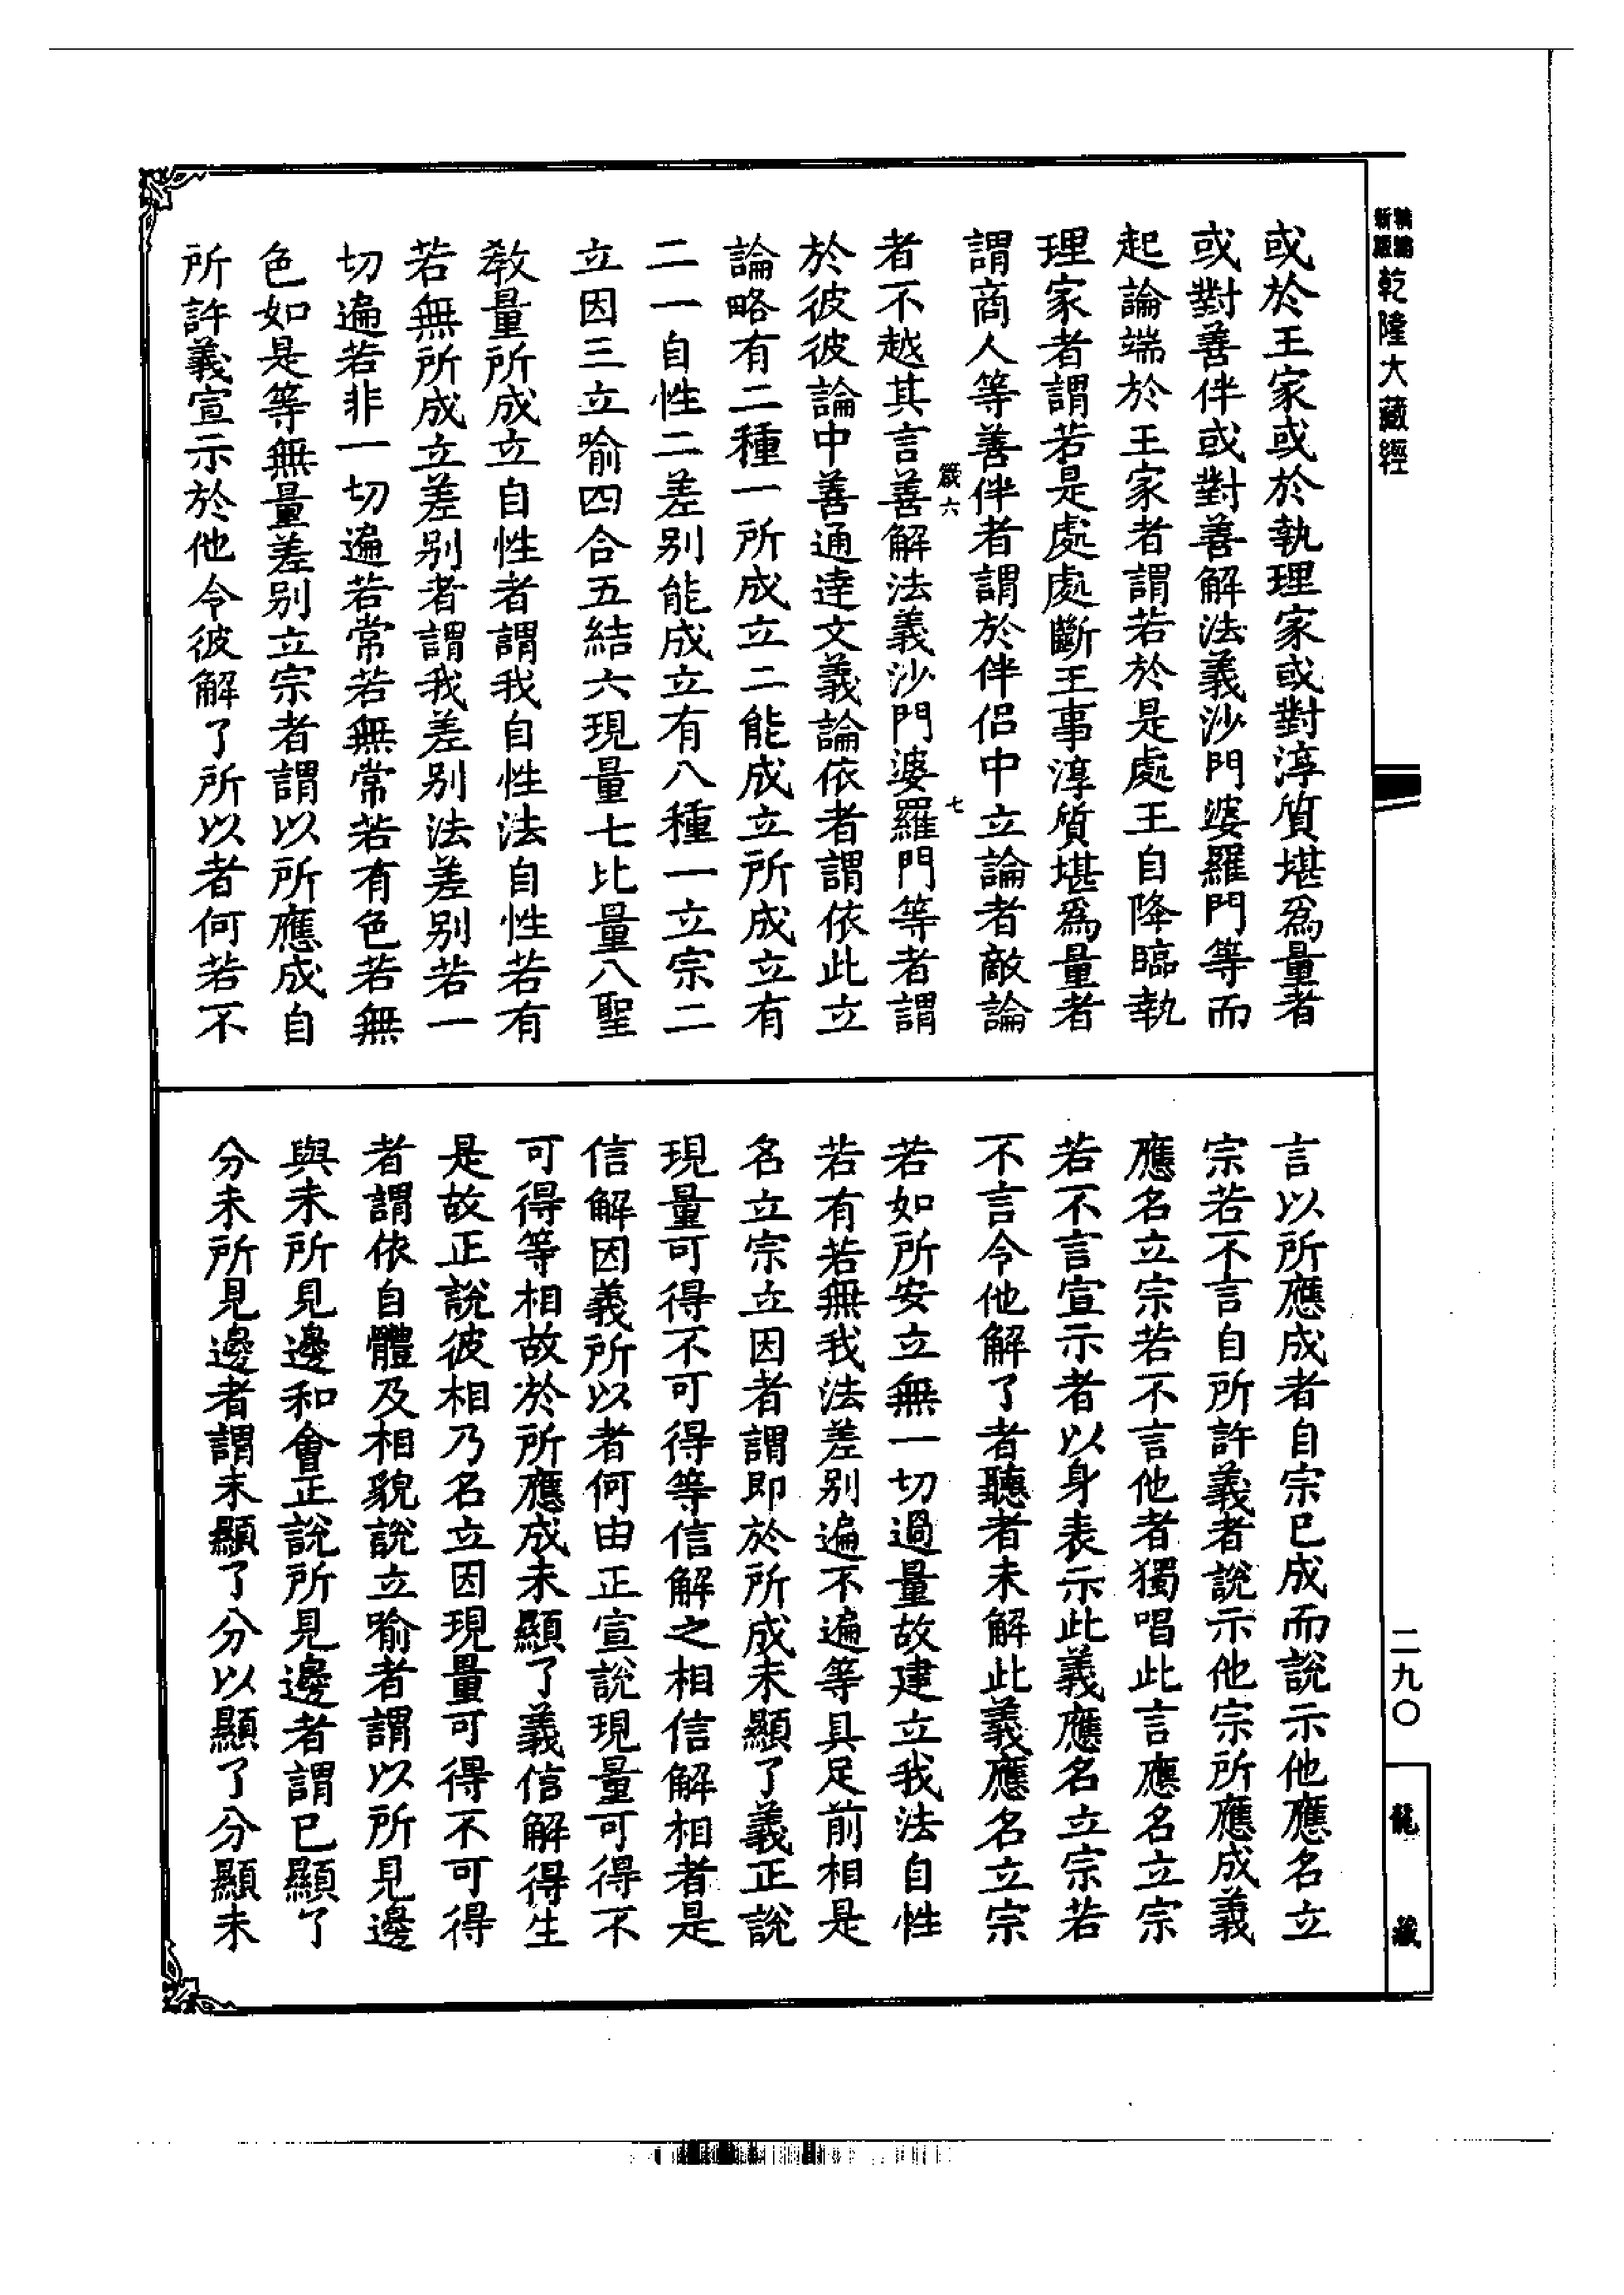 乾隆大藏經
或於王家或於執理家或對淳質堪爲量者
或對善伴或對善解法義沙門婆羅門等而
起論端於王家者謂若於是處王自降臨執
理家者謂若是處處斷王事淳質堪爲量者
謂商人等善伴者謂於伴侣中立論者敵論
六
七
者不越其言善解法義沙門婆羅門等者謂
於彼彼論中善通達文義論依者謂依此立
論略有二種一所成立二能成立所成立有
二一自性二差别能成立有八種一立宗二
立因三立喻四合五結六現量七比量八聖
教量所成立自性者謂我自性法自性若有
若無所成立差别者謂我差别法差别若一
切遍若非一切遍若常若無常若有色若無
色如是等無量差别立宗者謂以所應成自
所許義宣示於他令彼解了所以者何若不
言以所應成者自宗已成而說示他應名立
宗若不言自所許義者說示他宗所應成義
應名立宗若不言他者獨唱此言應名立宗
若不言宣示者以身表示此義應名立宗若
不言令他解了者聽者未解此義應名立宗
若如所安立無一切過量故建立我法自性
若有若無我法差别遍不遍等具足前相是
名立宗立因者謂即於所成未顯了義正說
現量可得不可得等信解之相信解相者是
信解因義所以者何由正宣說現量可得不
可得等相故於所應成未顯了義信解得生
是故正說彼相乃名立因現量可得不可得
者謂依自體及相貌說立喻者謂以所見邊
與未所見邊和會正說所見邊者謂已顯了
分未所見邊者謂未顯了分以顯了分顯未
二九〇
龍藏